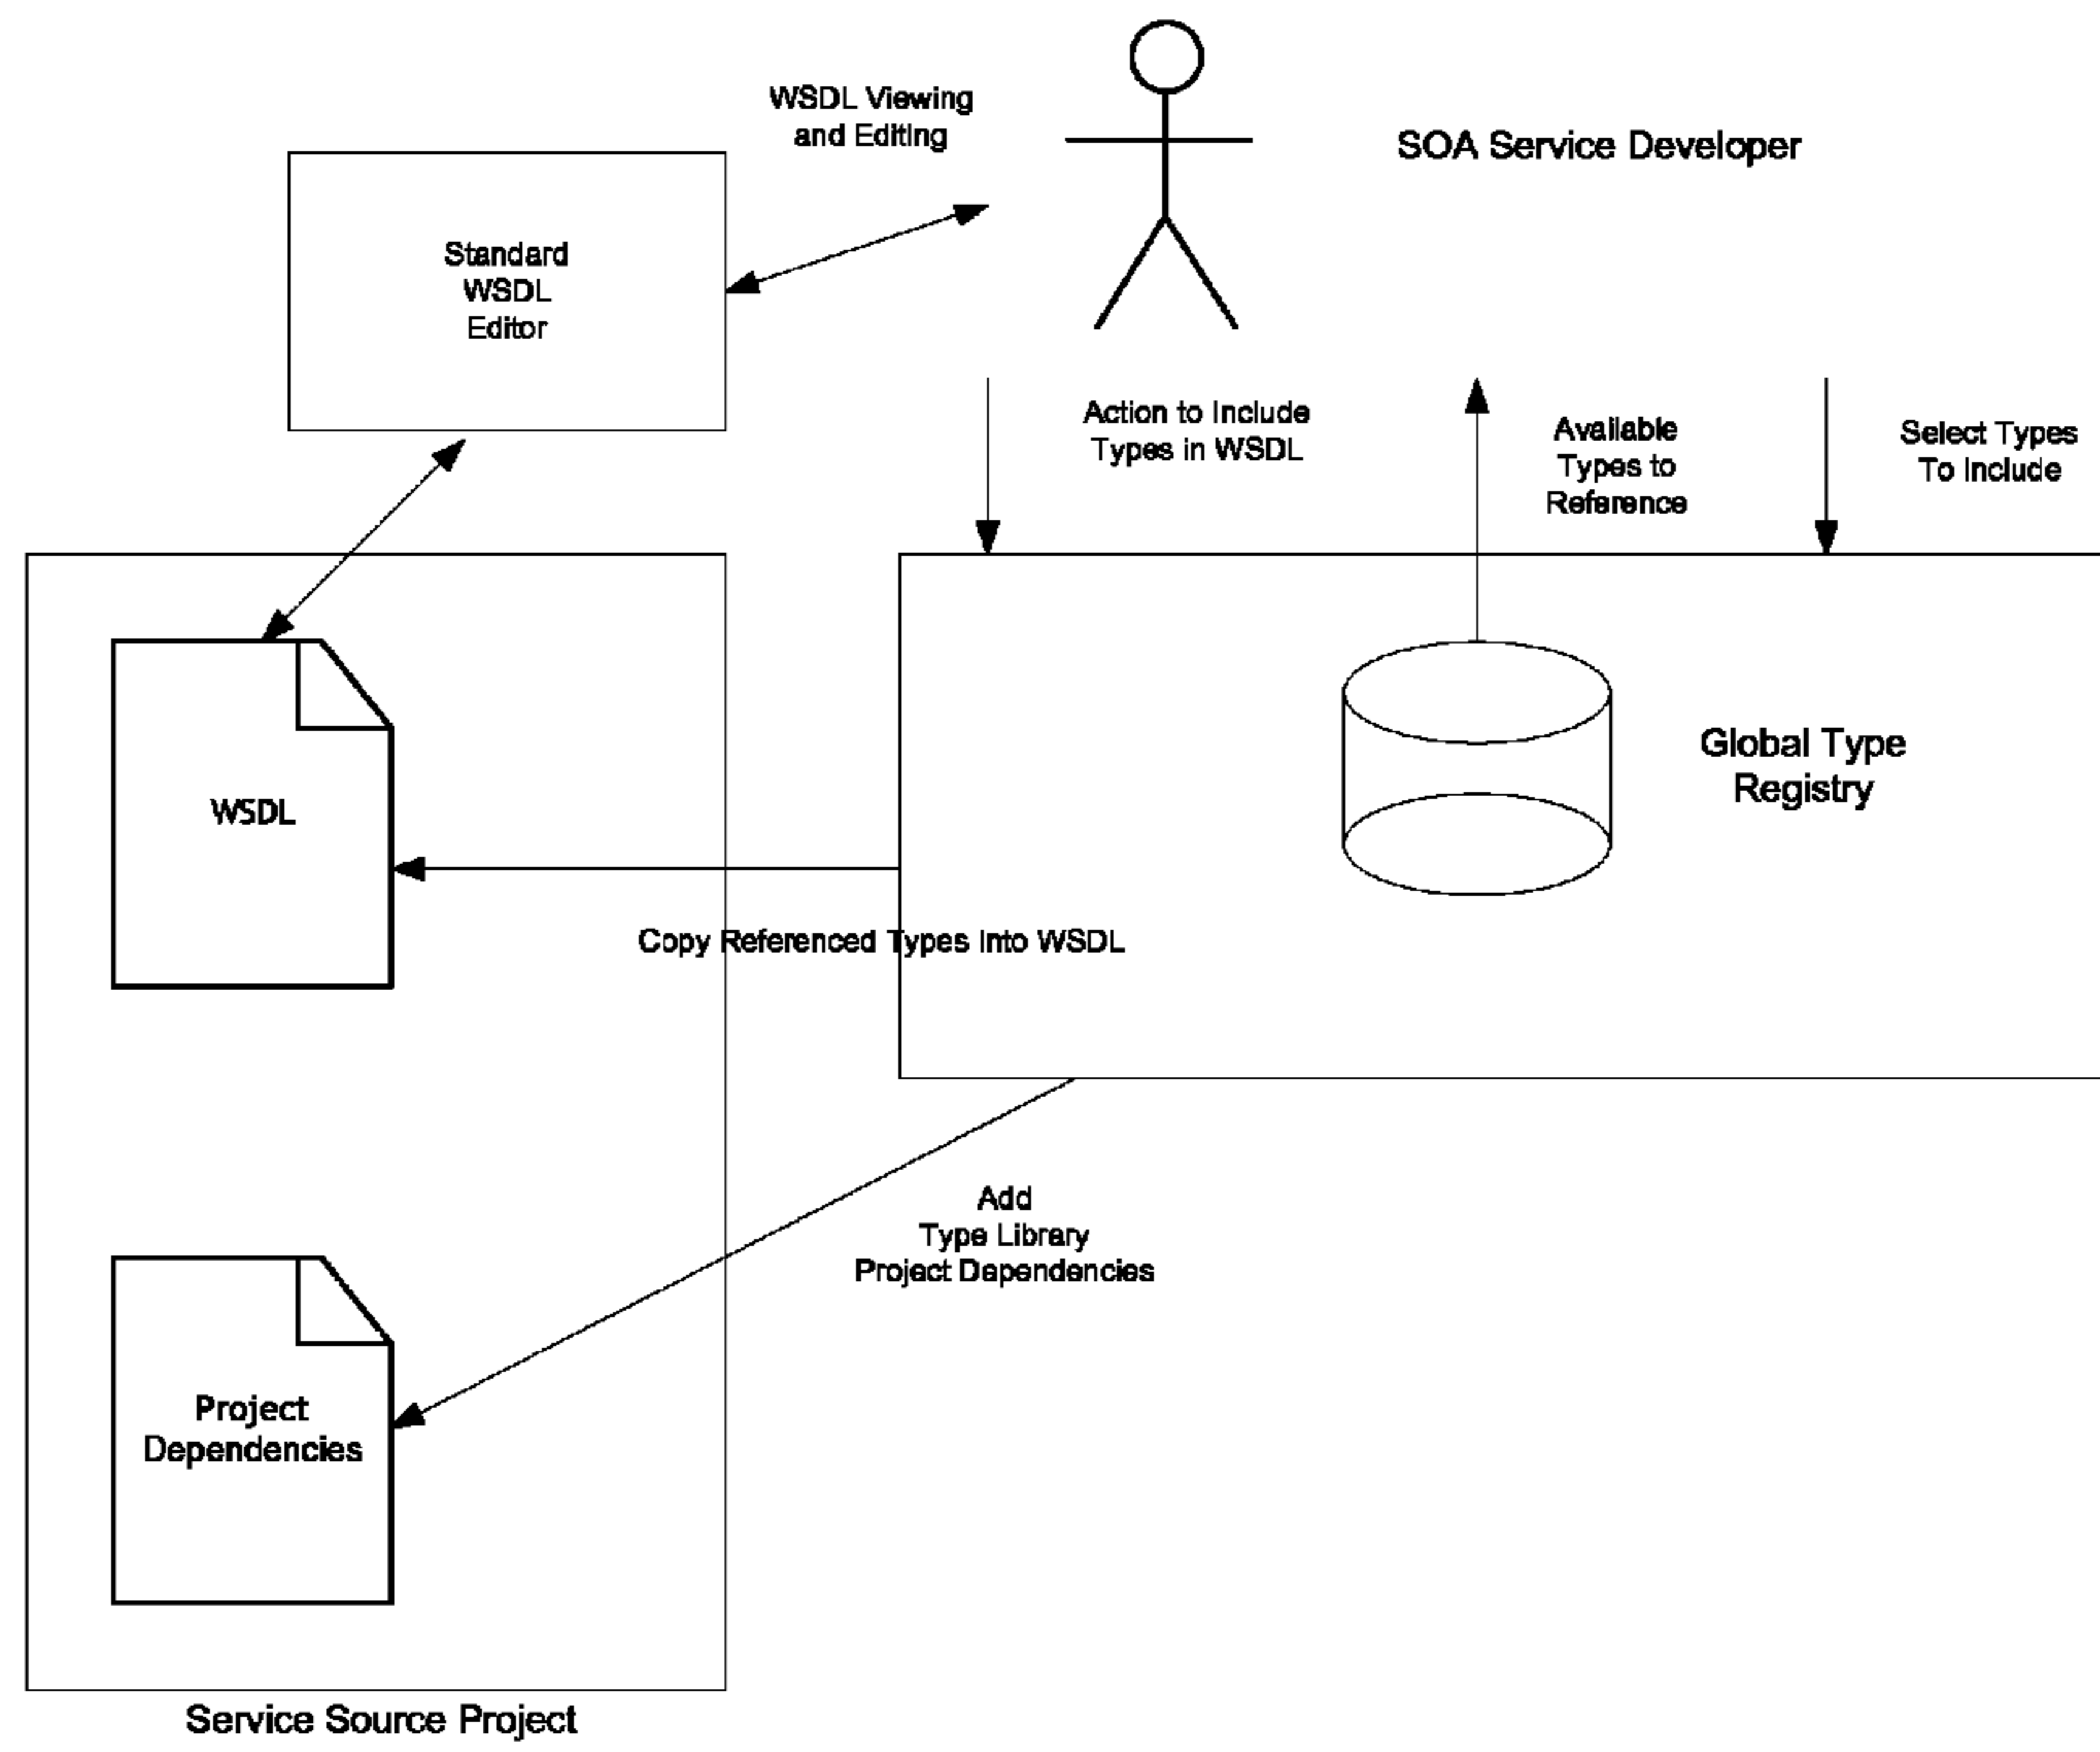 WSDL Viewing
and Editing
SOA Service Developer
Standard
WSDL
Editor
Action to Include
Types in WSDL
Available
Types to
Reference
Select Types
To Include
WSDL
Global Type
Registry
Copy Referenced Types Into WSDL
Add
Type Library
Project Dependencies
Project
Dependencies
Service Source Project